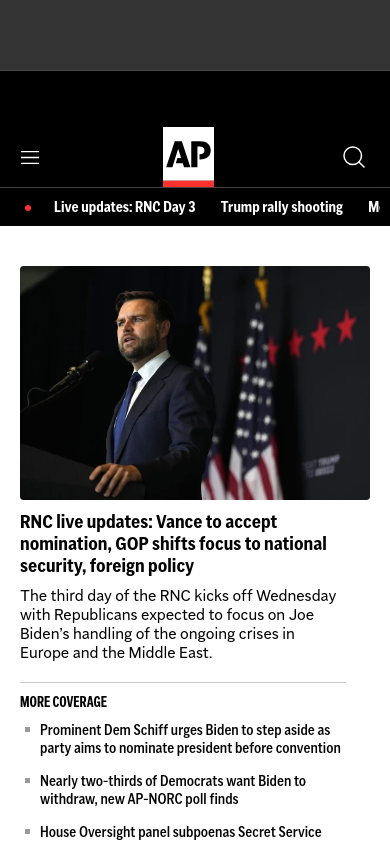 AP
Live updates: RNC Day 3 Trump rally shooting
RNC live updates: Vance to accept
nomination, GOP shifts focus to national
security, foreign policy
The third day of the RNC kicks off Wednesday
with Republicans expected to focus on Joe
Biden's handling of the ongoing crises in
Europe and the Middle East.
MORE COVERAGE
Prominent Dem Schiff urges Biden to step aside as
party aims to nominate president before convention
Nearly two-thirds of Democrats want Biden to
withdraw, new AP-NORC poll finds
House Oversight panel subpoenas Secret Service